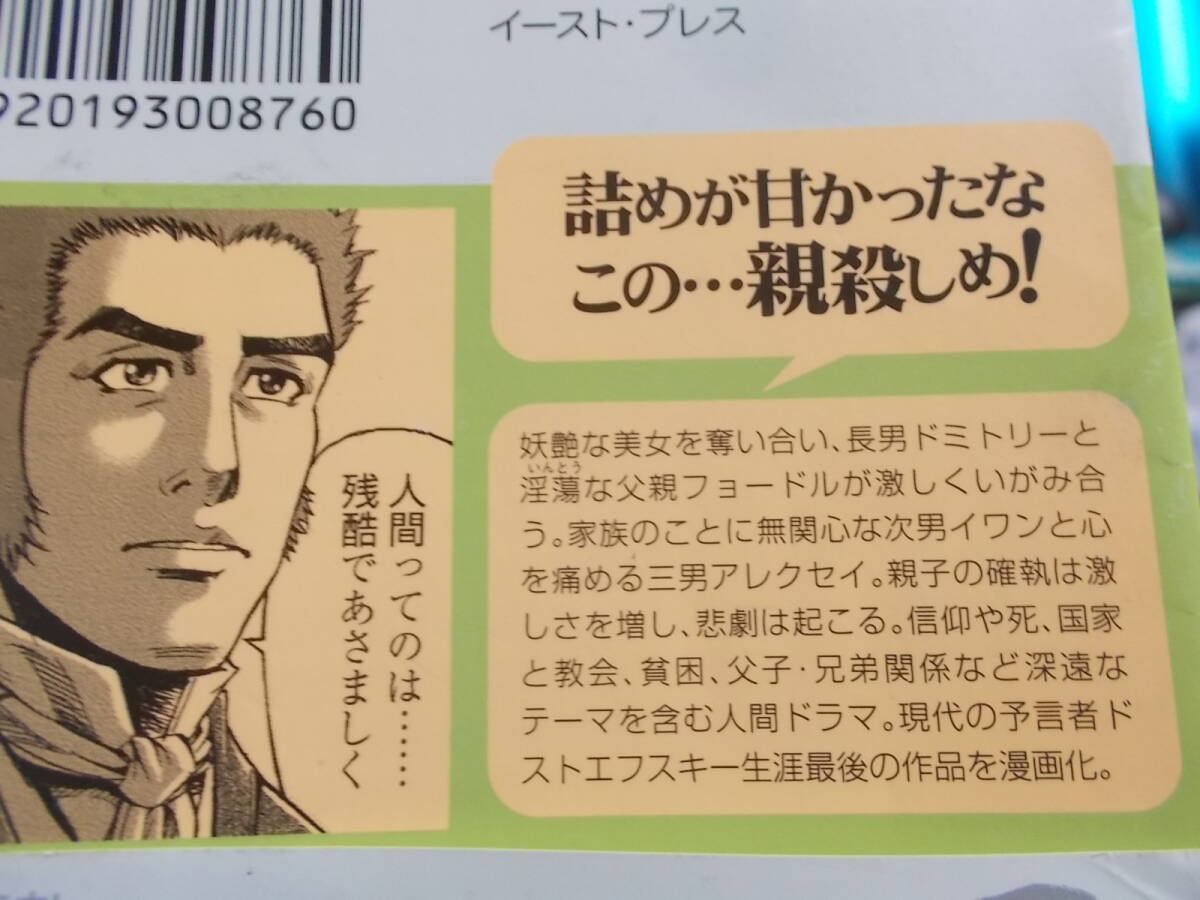 イースト・プレス
920193008760
詰めが甘かったな
この…親殺しめ!
人間ってのは……
残酷であさましく
妖艶な美女を奪い合い、長男ドミトリーと
いんとう
淫蕩な父親フョードルが激しくいがみ合
う。家族のことに無関心な次男イワンと心
を痛める三男アレクセイ。親子の確執は激
しさを増し、悲劇は起こる。信仰や死、国家
と教会、貧困、父子・兄弟関係など深遠な
テーマを含む人間ドラマ。現代の予言者ド
ストエフスキー生涯最後の作品を漫画化。